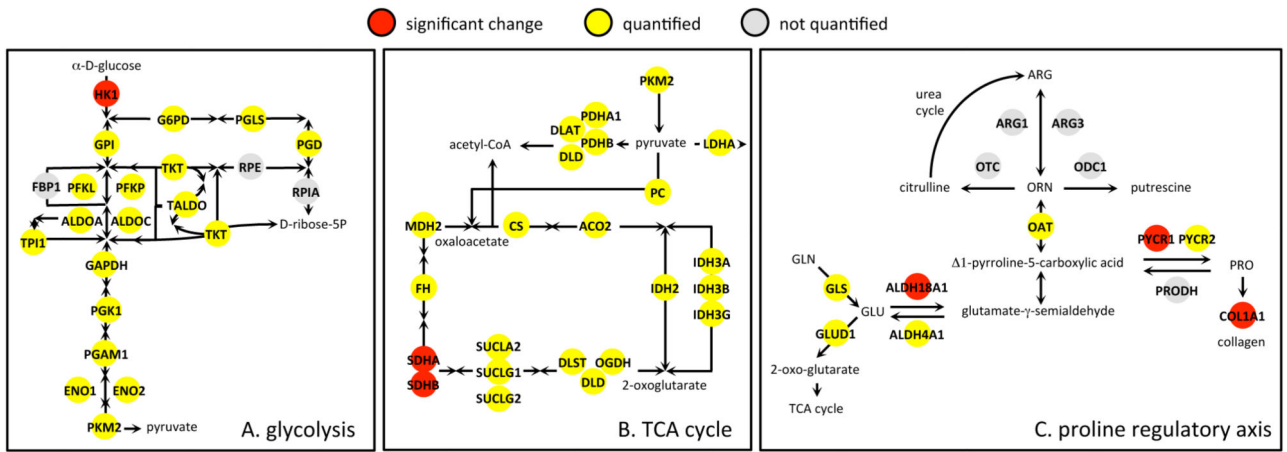 significant change
quantified
not quantified
α-D-glucose
HK1
G6PD
PGLS
GPI
PGD
TKT
RPE
FBP1
PFKL
PFKP
RPIA
TALDO
ALDOA
ALDOC
D-ribose-5P
TPI1
TKT
GAPDH
PGK1
PGAM1
ENO1
ENO2
PKM2
pyruvate
A. glycolysis
PKM2
PDHA1
DLAT
acetyl-CoA
PDHB
pyruvate
LDHA
DLD
PC
MDH2
oxaloacetate
CS
ACO2
IDH3A
FH
IDH2
IDH3B
IDH3G
SUCLA2
SDHA
DLST
OGDH
SUCLG1
SDHB
DLD
2-oxoglutarate
SUCLG2
B. TCA cycle
ARG
urea
cycle
ARG1
ARG3
OTC
ODC1
citrulline
ORN
putrescine
OAT
PYCR1
PYCR2
GLN
Δ1-pyrroline-5-carboxylic acid
PRO
GLS
ALDH18A1
PRODH
GLU
glutamate-γ-semialdehyde
COL1A1
GLUD1
ALDH4A1
collagen
2-oxo-glutarate
TCA cycle
C. proline regulatory axis